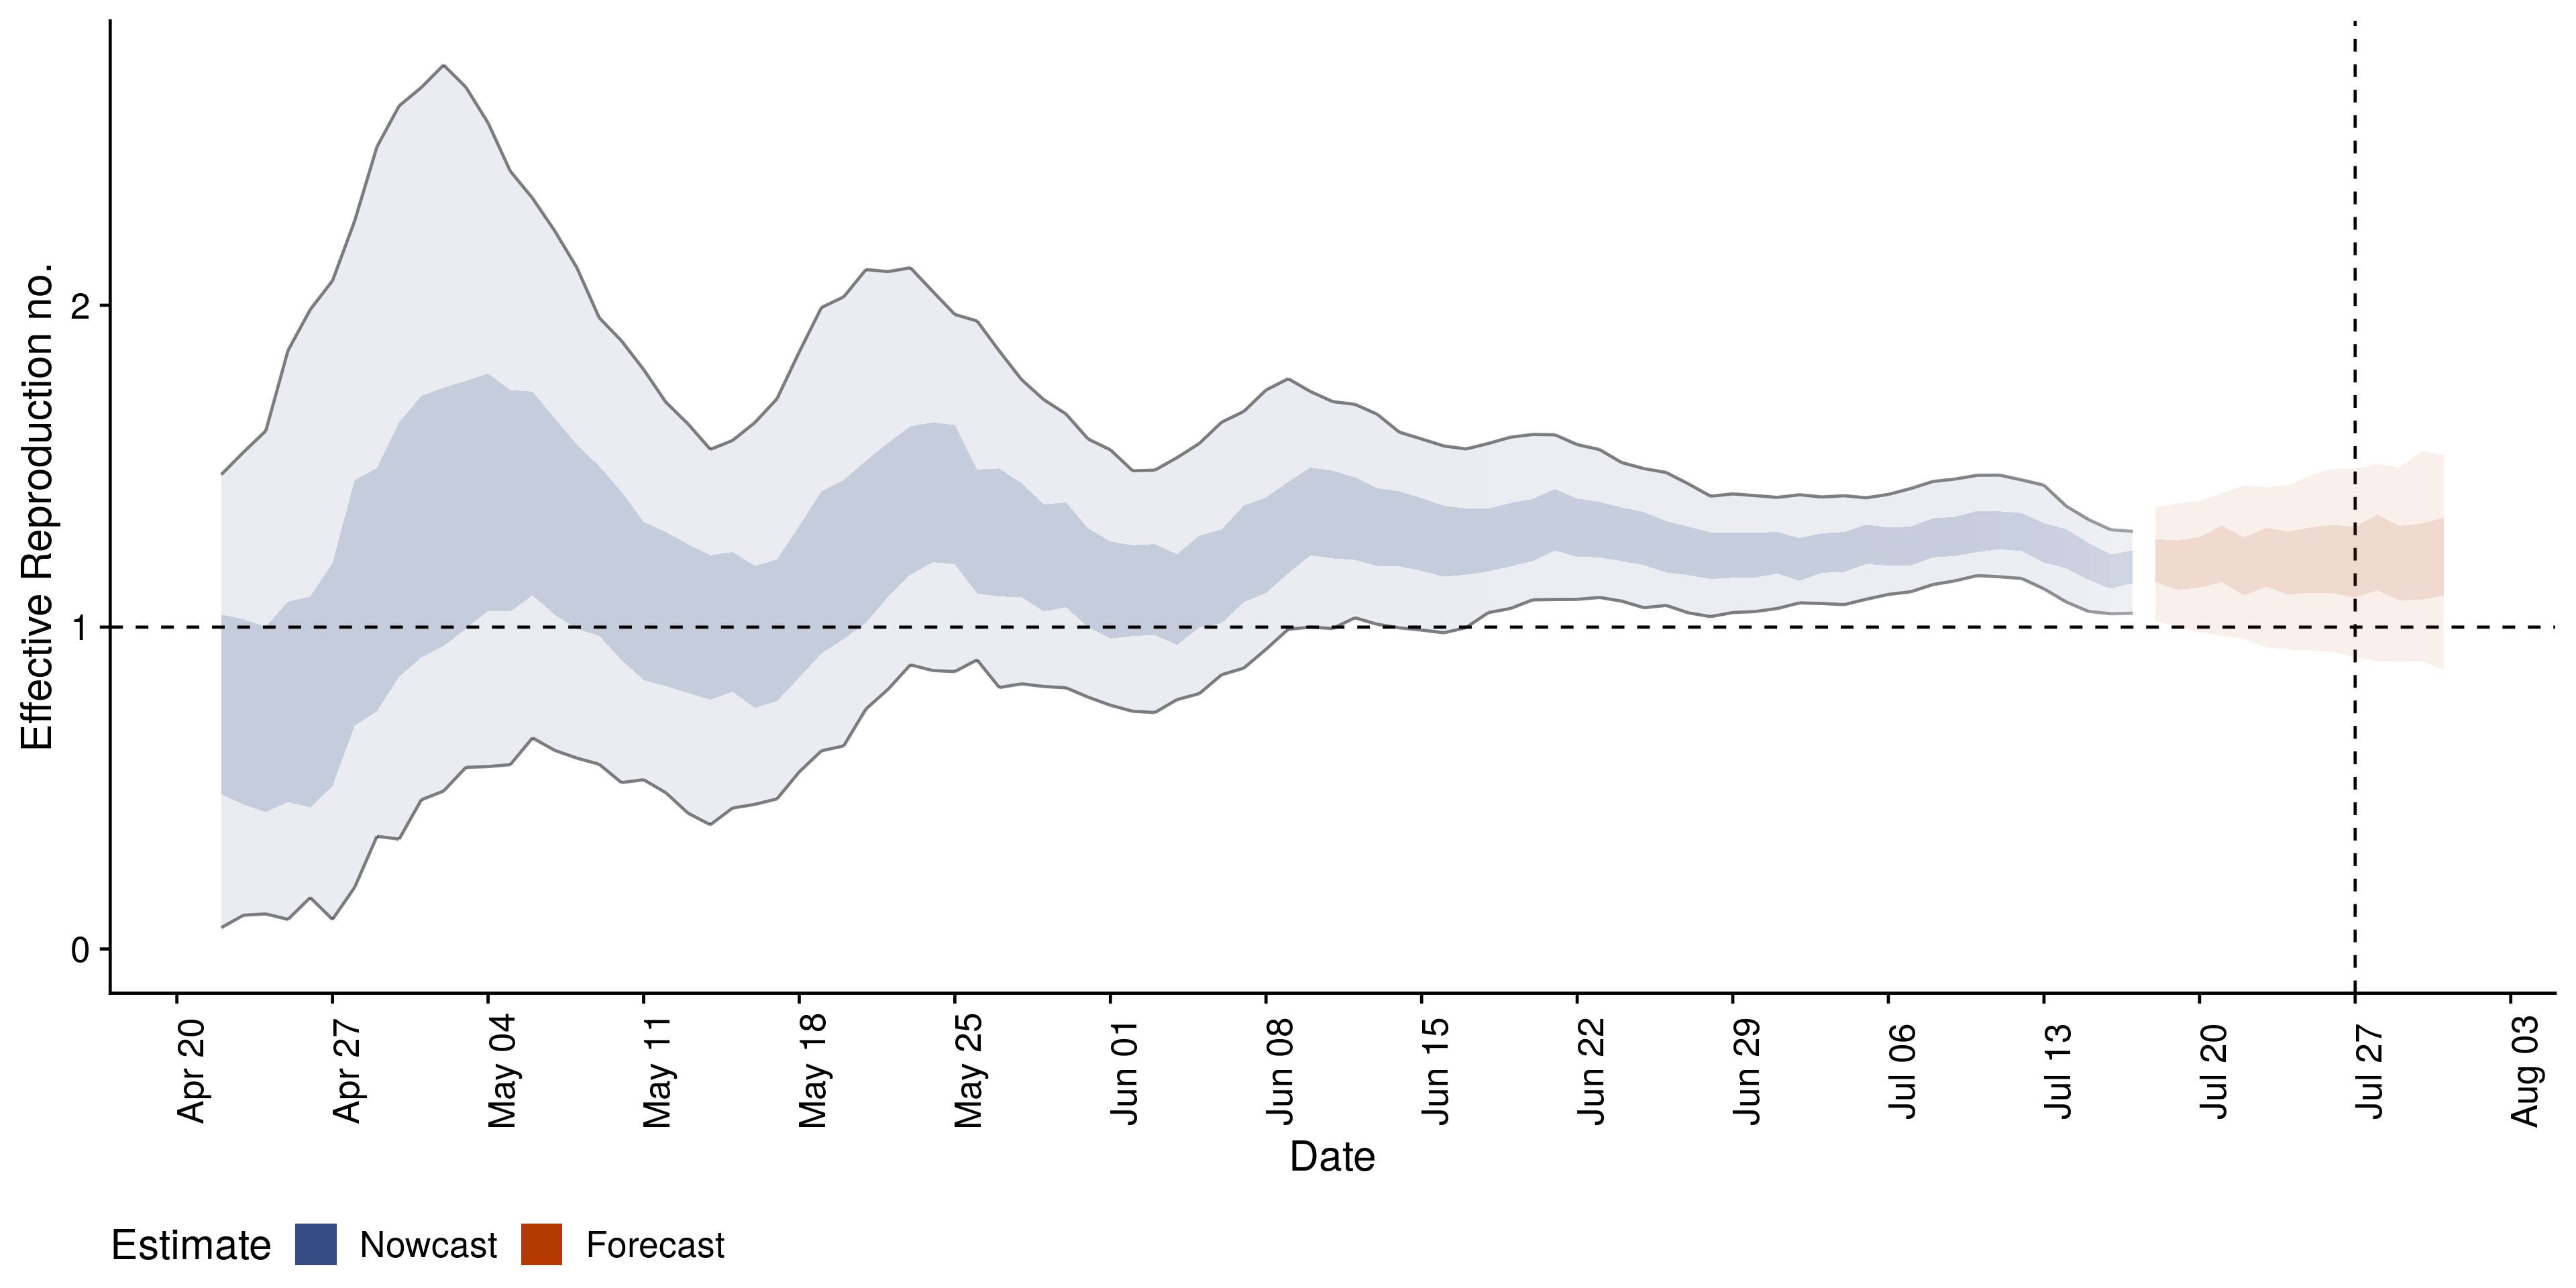 Effective Reproduction no.
2
1
0
Apr 20
Apr 27
May 04
May 11
May 18
May 25
Jun 01
Jun 08
Jun 15
Jun 22
Jun 29
Jul 06
Jul 13
Jul 20
Jul 27
Aug 03
Date
Estimate Nowcast Forecast